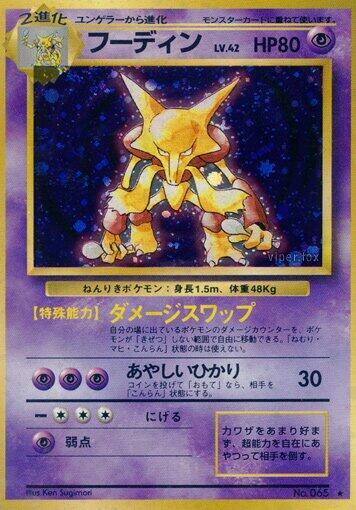 2進化 ユンゲラーから進化 モンスターカードに重ねて使います。
フーディン LV.42 HP80
viper.fox
ねんりきポケモン：身長1.5m、体重48Kg
【特殊能力】ダメージスワップ
自分の場に出ているポケモンのダメージカウンターを、ポケ
モンが「きぜつ」しない範囲で自由に移動できる。「ねむり・
マヒ・こんらん」状態の時は使えない。
あやしいひかり 30
コインを投げて「おもて」なら、相手を
「こんらん」状態にする。
にげる
弱点
力ワザをあまり好ま
ず、超能力を自在にあ
やつって相手を倒す。
Illus Ken Sugimori
No.065